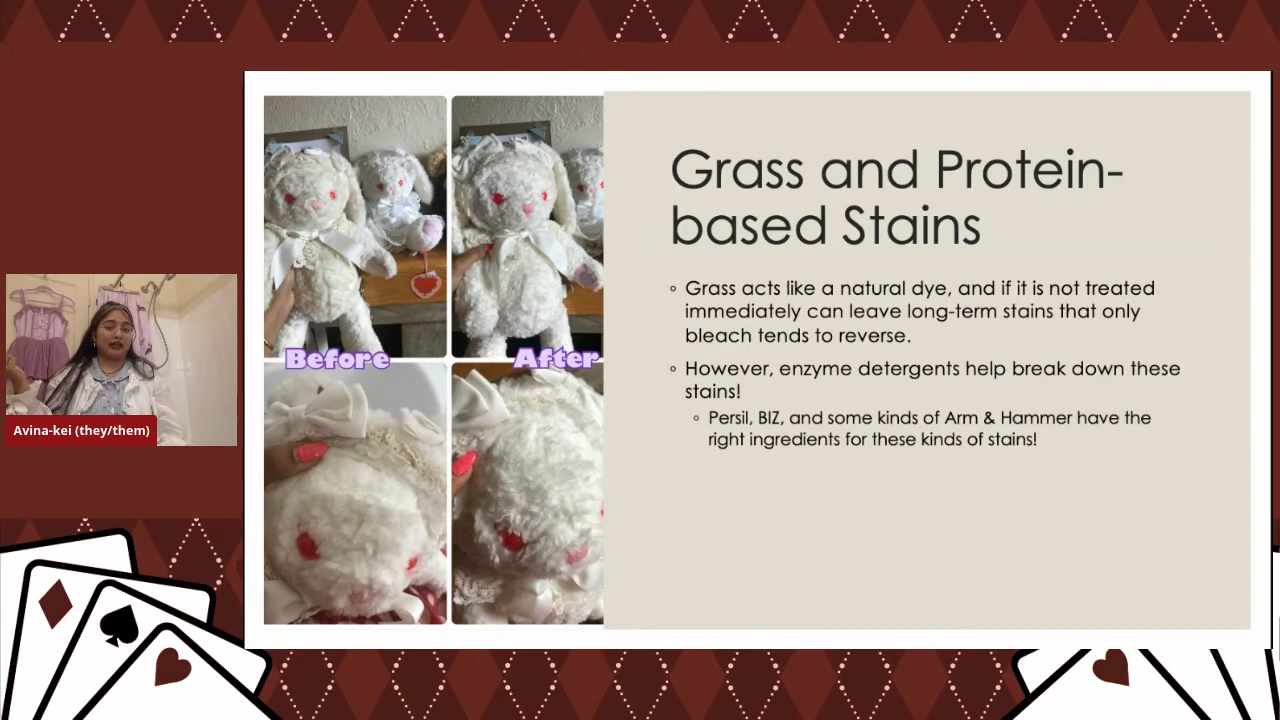 Grass and Protein-
based Stains
Grass acts like a natural dye, and if it is not treated
immediately can leave long-term stains that only
bleach tends to reverse.
However, enzyme detergents help break down these
stains!
Persil, BIZ, and some kinds of Arm & Hammer have the
right ingredients for these kinds of stains!
Before
After
Avina-kei (they/them)